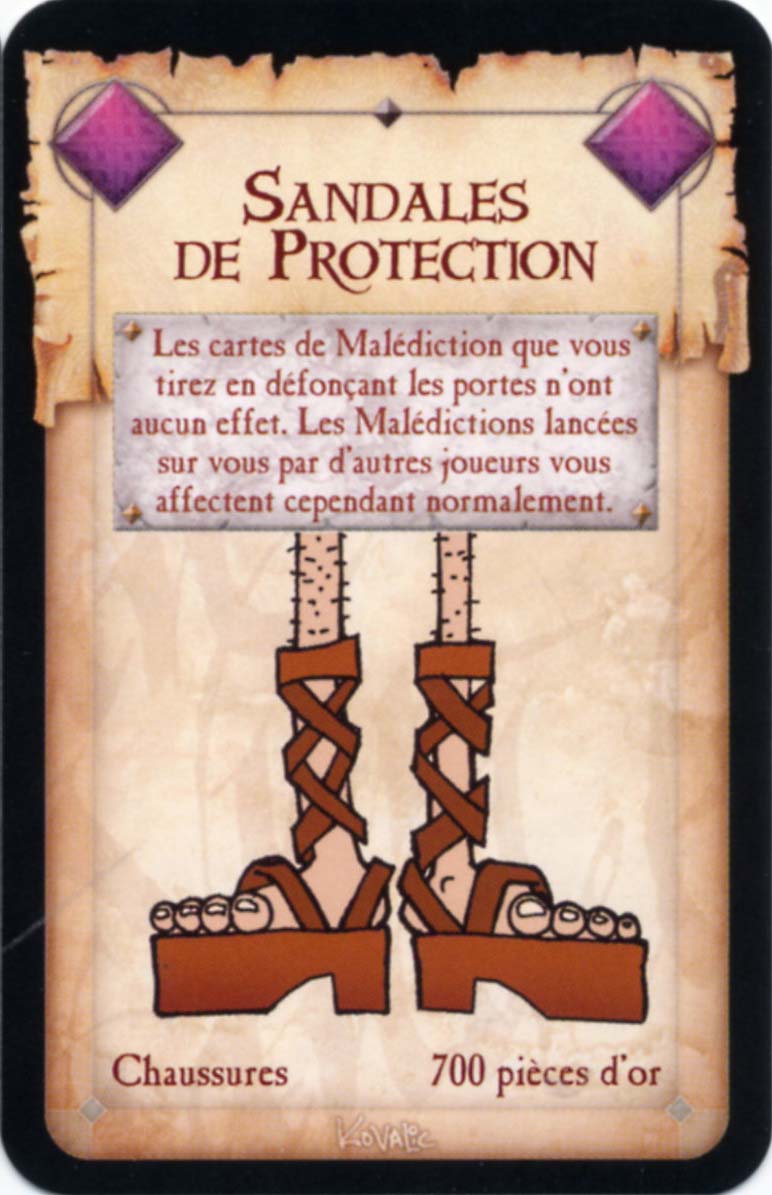 Sandales
de Protection
Les cartes de Malédiction que vous
tirez en défonçant les portes n'ont
aucun effet. Les Malédictions lancées
sur vous par d'autres joueurs vous
affectent cependant normalement.
Chaussures 700 pièces d'or
Kovalic